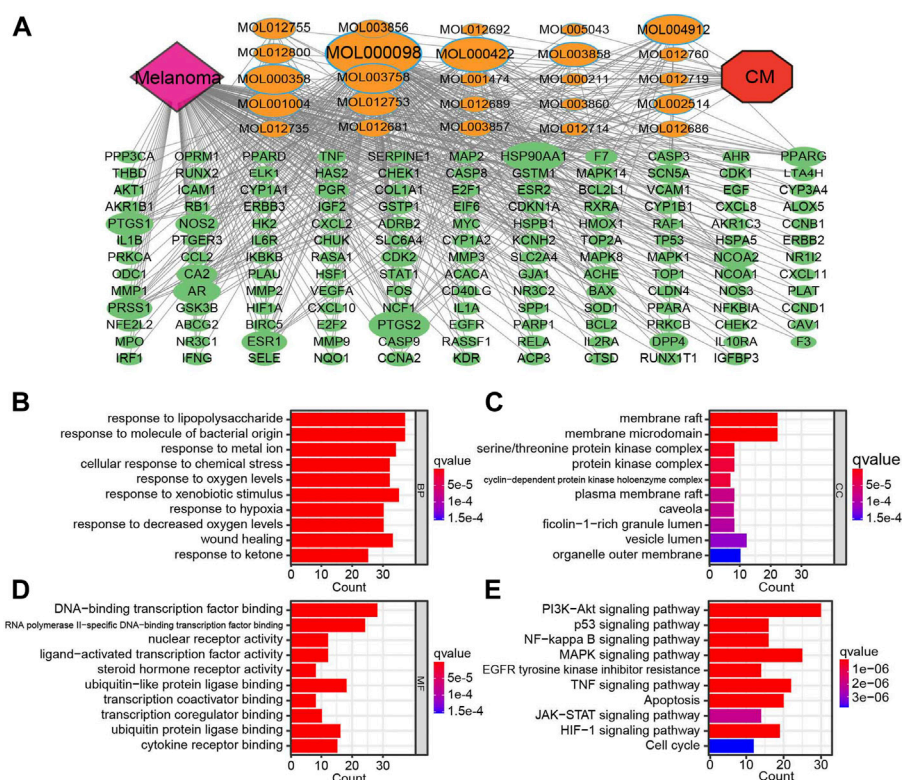 A
MOL012755 MOL003856 MOL012692 MOL005043 MOL004912
MOL012800 MOL000098 MOL000422 MOL003858 MOL012760
Melanoma MOL000358 MOL003758 MOL001474 MOL000211 MOL012719 CM
MOL001004 MOL012753 MOL012689 MOL003860 MOL002514
MOL012735 MOL012681 MOL003857 MOL012714 MOL012686
PPP3CA OPRM1 PPARD TNF SERPINE1 MAP2 HSP90AA1 F7 CASP3 AHR PPARG
THBD RUNX2 ELK1 HAS2 CHEK1 CASP8 GSTM1 MAPK14 SCN5A CDK1 LTA4H
AKT1 ICAM1 CYP1A1 PGR COL1A1 E2F1 ESR2 BCL2L1 VCAM1 EGF CYP3A4
AKR1B1 RB1 ERBB3 IGF2 GSTP1 EIF6 CDKN1A RXRA CYP1B1 CXCL8 ALOX5
PTGS1 NOS2 HK2 CXCL2 ADRB2 MYC HSPB1 HMOX1 RAF1 AKR1C3 CCNB1
IL1B PTGER3 IL6R CHUK SLC6A4 CYP1A2 KCNH2 TOP2A TP53 HSPA5 ERBB2
PRKCA CCL2 IKBKB RASA1 CDK2 MMP3 SLC2A4 MAPK8 MAPK1 NCOA2 NR1I2
ODC1 CA2 PLAU HSF1 STAT1 ACACA GJA1 ACHE TOP1 NCOA1 CXCL11
MMP1 AR MMP2 VEGFA FOS CD40LG NR3C2 BAX CLDN4 NOS3 PLAT
PRSS1 GSK3B HIF1A CXCL10 NCF1 IL1A SPP1 SOD1 PPARA NFKBIA CCND1
NFE2L2 ABCG2 BIRC5 E2F2 PTGS2 EGFR PARP1 BCL2 PRKCB CHEK2 CAV1
MPO NR3C1 ESR1 MMP9 CASP9 RASSF1 RELA IL2RA DPP4 IL10RA F3
IRF1 IFNG SELE NQO1 CCNA2 KDR ACP3 CTSD RUNX1T1 IGFBP3
B
response to lipopolysaccharide
response to molecule of bacterial origin
response to metal ion
cellular response to chemical stress
response to oxygen levels
response to xenobiotic stimulus
response to hypoxia
response to decreased oxygen levels
wound healing
response to ketone
0 10 20 30
Count
BP
qvalue
5e-5
1e-4
1.5e-4
C
membrane raft
membrane microdomain
serine/threonine protein kinase complex
protein kinase complex
cyclin-dependent protein kinase holoenzyme complex
plasma membrane raft
caveola
ficolin-1-rich granule lumen
vesicle lumen
organelle outer membrane
0 10 20 30
Count
CC
qvalue
5e-5
1e-4
1.5e-4
D
DNA-binding transcription factor binding
RNA polymerase II-specific DNA-binding transcription factor binding
nuclear receptor activity
ligand-activated transcription factor activity
steroid hormone receptor activity
ubiquitin-like protein ligase binding
transcription coactivator binding
transcription coregulator binding
ubiquitin protein ligase binding
cytokine receptor binding
0 10 20 30
Count
MF
qvalue
5e-5
1e-4
1.5e-4
E
PI3K-Akt signaling pathway
p53 signaling pathway
NF-kappa B signaling pathway
MAPK signaling pathway
EGFR tyrosine kinase inhibitor resistance
TNF signaling pathway
Apoptosis
JAK-STAT signaling pathway
HIF-1 signaling pathway
Cell cycle
0 10 20 30
Count
qvalue
1e-06
2e-06
3e-06